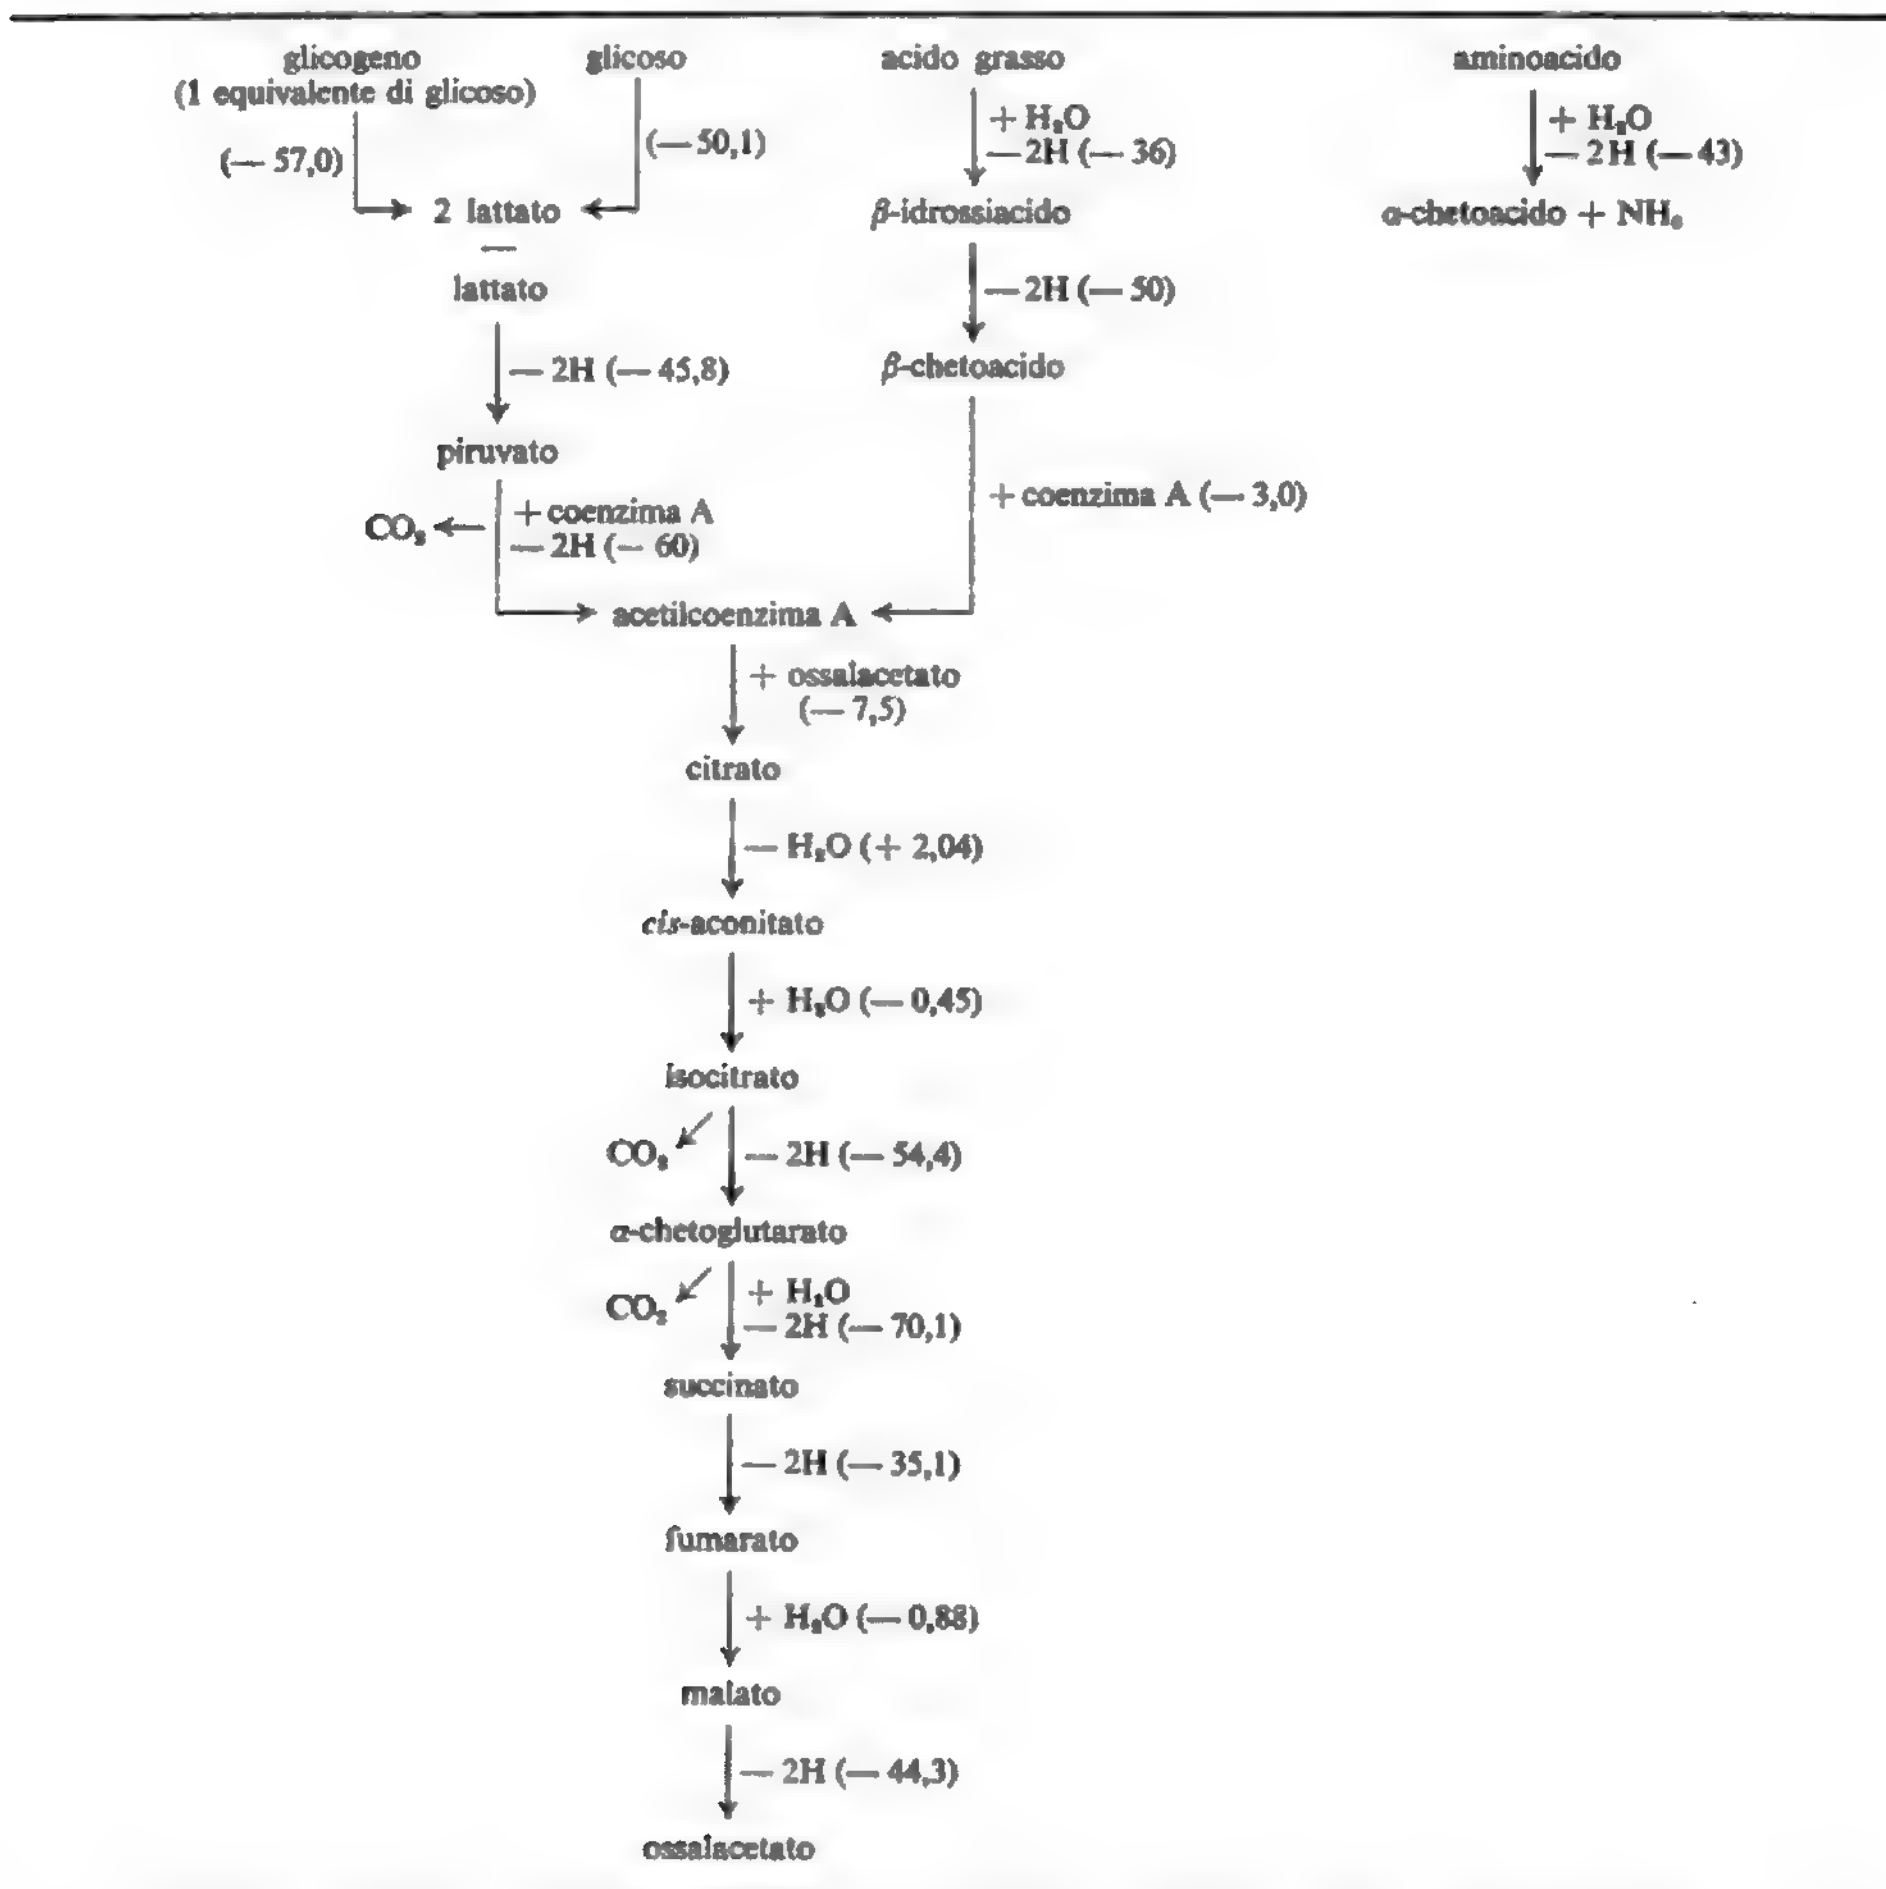 glicogeno
(1 equivalente di glicoso)
glicoso
acido grasso
aminoacido
(— 57,0)
(— 50,1)
+ H₂O
— 2H (— 36)
+ H₂O
— 2H (— 43)
2 lattato
β-idrossiacido
α-chetoacido + NH₃
lattato
— 2H (— 50)
— 2H (— 45,8)
β-chetoacido
piruvato
CO₂
+ coenzima A
— 2H (— 60)
+ coenzima A (— 3,0)
acetilcoenzima A
+ ossalacetato
(— 7,5)
citrato
— H₂O (+ 2,04)
cis-aconitato
+ H₂O (— 0,45)
isocitrato
CO₂
— 2H (— 54,4)
α-chetoglutarato
CO₂
+ H₂O
— 2H (— 70,1)
succinato
— 2H (— 35,1)
fumarato
+ H₂O (— 0,88)
malato
— 2H (— 44,3)
ossalacetato